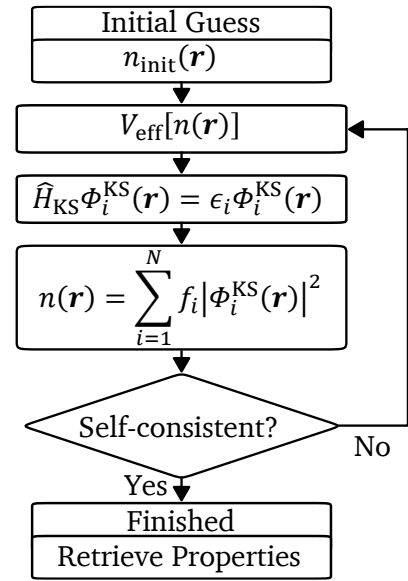 Initial Guess
n_init(r)
V_eff[n(r)]
Ĥ_KS Φ_i^KS(r) = ϵ_i Φ_i^KS(r)
n(r) = ∑_{i=1}^{N} f_i |Φ_i^KS(r)|^2
Self-consistent?
No
Yes
Finished
Retrieve Properties